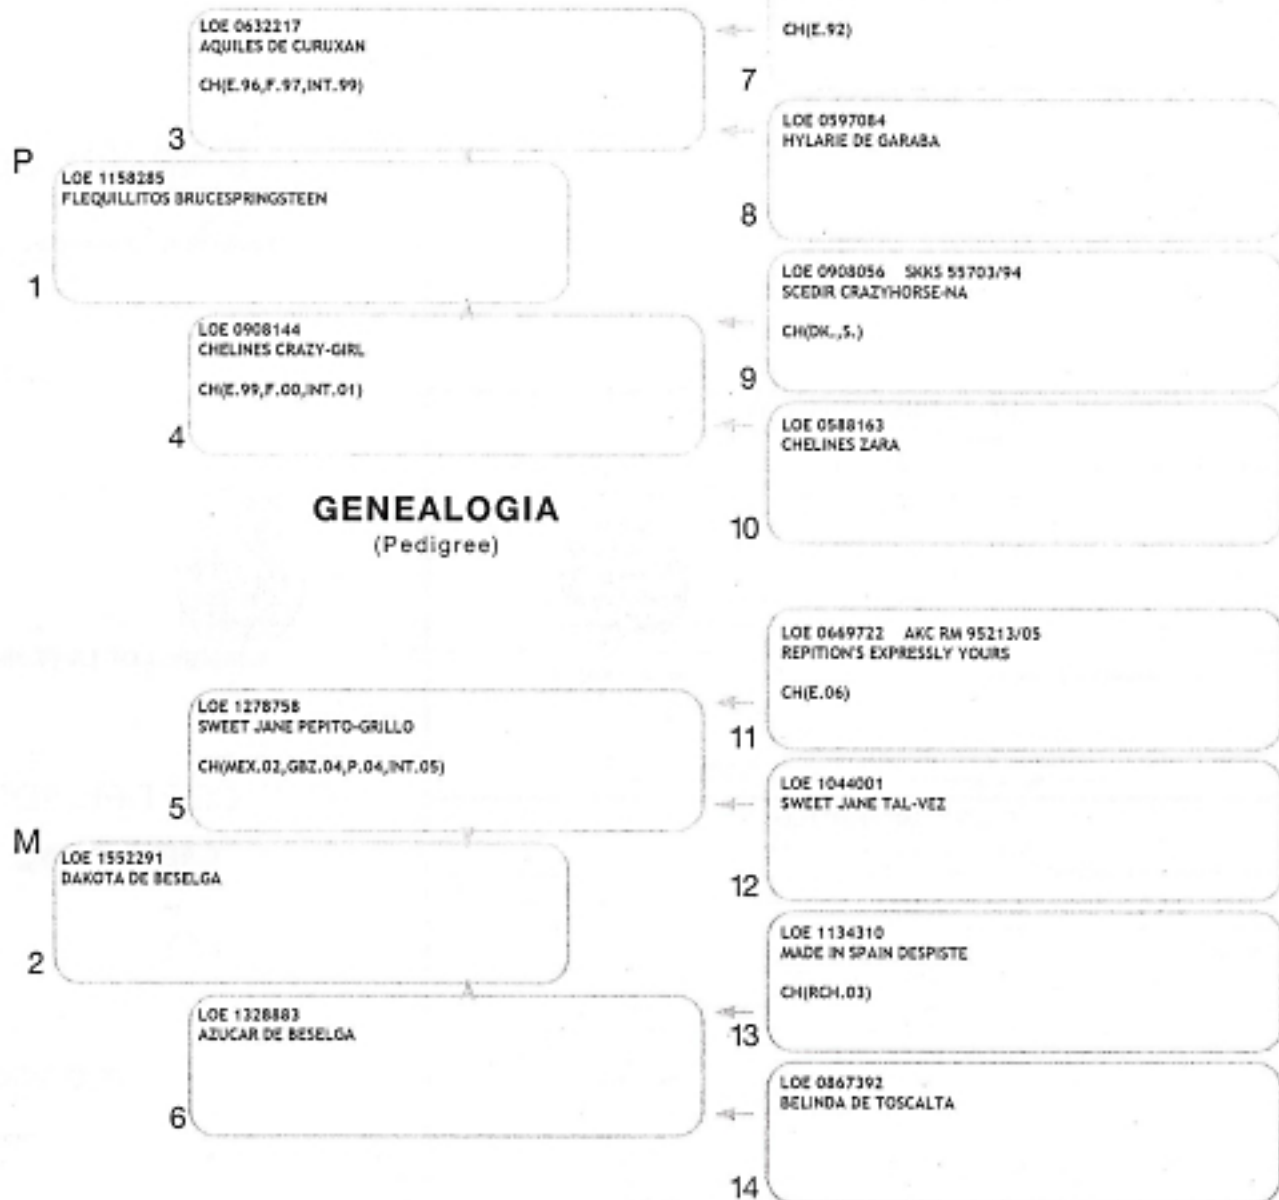 LOE 0632217
AQUILES DE CURUXAN
CH(E.96,F.97,INT.99)
3
P
LOE 1158285
FLEQUILLITOS BRUCESPRINGSTEEN
1
LOE 0908144
CHELINES CRAZY-GIRL
CH(E.99,F.00,INT.01)
4
CH(E.92)
7
LOE 0597084
HYLARIE DE GARABA
8
LOE 0908056 SKKS 55703/94
SCEDIR CRAZYHORSE-NA
CH(DK.,S.)
9
LOE 0588163
CHELINES ZARA
10
GENEALOGIA
(Pedigree)
LOE 1278758
SWEET JANE PEPITO-GRILLO
CH(MEX.02,GBZ.04,P.04,INT.05)
5
M
LOE 1552291
DAKOTA DE BESELGA
2
LOE 1328883
AZUCAR DE BESELGA
6
LOE 0669722 AKC RM 95213/05
REPITION'S EXPRESSLY YOURS
CH(E.06)
11
LOE 1044001
SWEET JANE TAL-VEZ
12
LOE 1134310
MADE IN SPAIN DESPISTE
CH(RCH.03)
13
LOE 0867392
BELINDA DE TOSCALTA
14